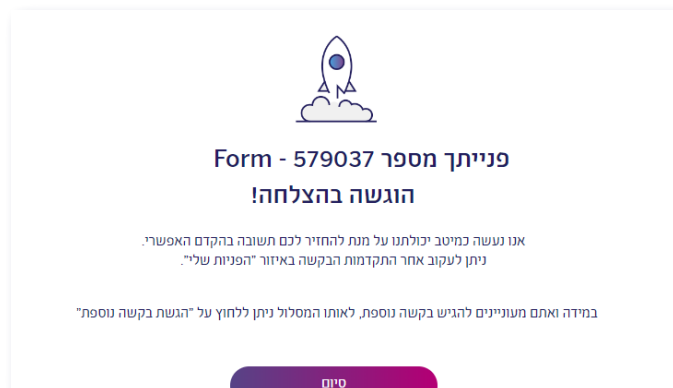 פנייתך מספר Form - 579037
הוגשה בהצלחה!
אנו נעשה כמיטב יכולתנו על מנת להחזיר לכם תשובה בהקדם האפשרי.
ניתן לעקוב אחר התקדמות הבקשה באיזור "הפניות שלי".
במידה ואתם מעוניינים להגיש בקשה נוספת, לאותו המסלול ניתן ללחוץ על "הגשת בקשה נוספת"
סיום